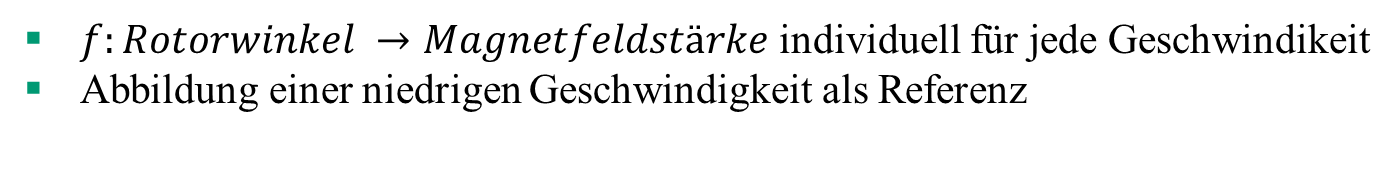 ▪ f: Rotorwinkel → Magnetfeldstärke individuell für jede Geschwindikeit
▪ Abbildung einer niedrigen Geschwindigkeit als Referenz